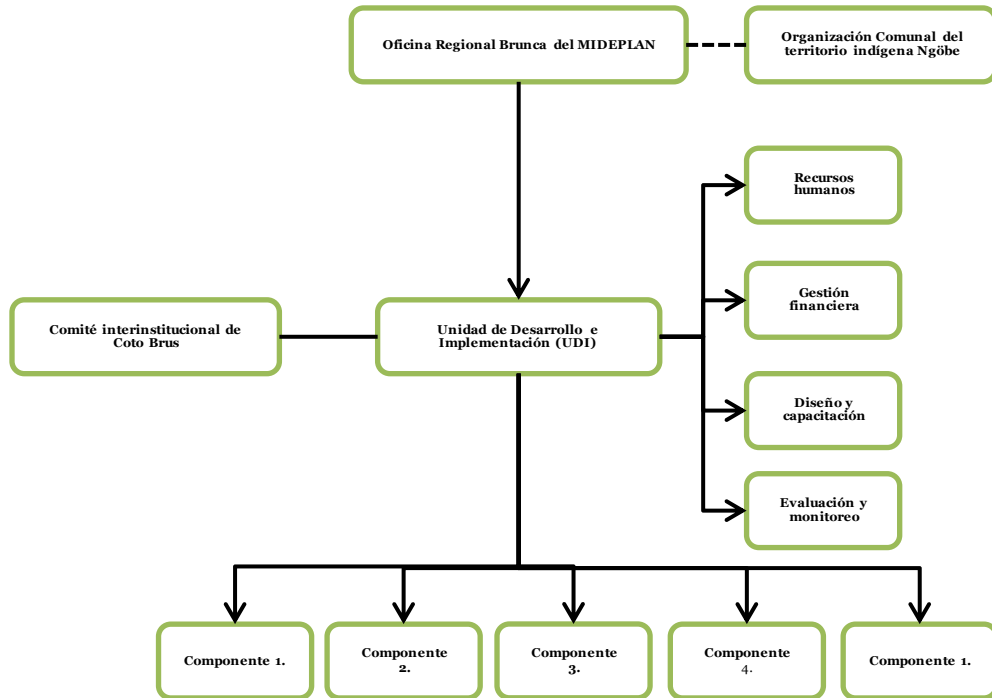 Oficina Regional Brunca del MIDEPLAN
Organización Comunal del
territorio indígena Ngöbe
Recursos
humanos
Gestión
financiera
Comité interinstitucional de
Coto Brus
Unidad de Desarrollo e
Implementación (UDI)
Diseño y
capacitación
Evaluación y
monitoreo
Componente 1.
Componente
2.
Componente
3.
Componente
4.
Componente 1.